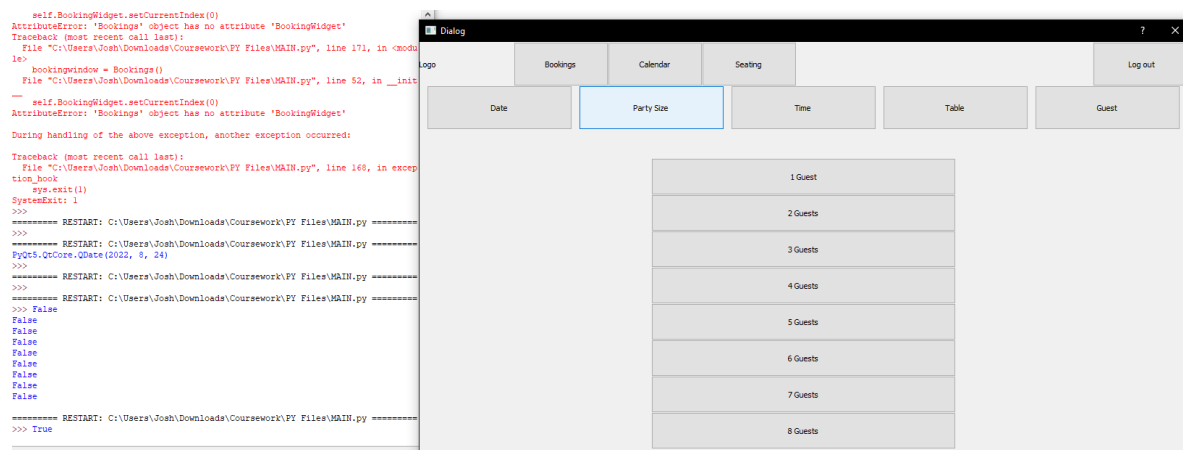 self.BookingWidget.setCurrentIndex(0)
AttributeError: 'Bookings' object has no attribute 'BookingWidget'
Traceback (most recent call last):
File "C:\Users\Josh\Downloads\Coursework\PY Files\MAIN.py", line 171, in <modu
le>
bookingwindow = Bookings()
File "C:\Users\Josh\Downloads\Coursework\PY Files\MAIN.py", line 52, in __init
__
self.BookingWidget.setCurrentIndex(0)
AttributeError: 'Bookings' object has no attribute 'BookingWidget'
During handling of the above exception, another exception occurred:
Traceback (most recent call last):
File "C:\Users\Josh\Downloads\Coursework\PY Files\MAIN.py", line 168, in excep
tion_hook
sys.exit(1)
SystemExit: 1
>>>
========= RESTART: C:\Users\Josh\Downloads\Coursework\PY Files\MAIN.py =========
>>>
========= RESTART: C:\Users\Josh\Downloads\Coursework\PY Files\MAIN.py =========
PyQt5.QtCore.QDate(2022, 8, 24)
>>>
========= RESTART: C:\Users\Josh\Downloads\Coursework\PY Files\MAIN.py =========
>>>
========= RESTART: C:\Users\Josh\Downloads\Coursework\PY Files\MAIN.py =========
>>> False
False
False
False
False
False
False
False
False
========= RESTART: C:\Users\Josh\Downloads\Coursework\PY Files\MAIN.py =========
>>> True
Dialog ? ×
Logo Bookings Calendar Seating Log out
Date Party Size Time Table Guest
1 Guest
2 Guests
3 Guests
4 Guests
5 Guests
6 Guests
7 Guests
8 Guests